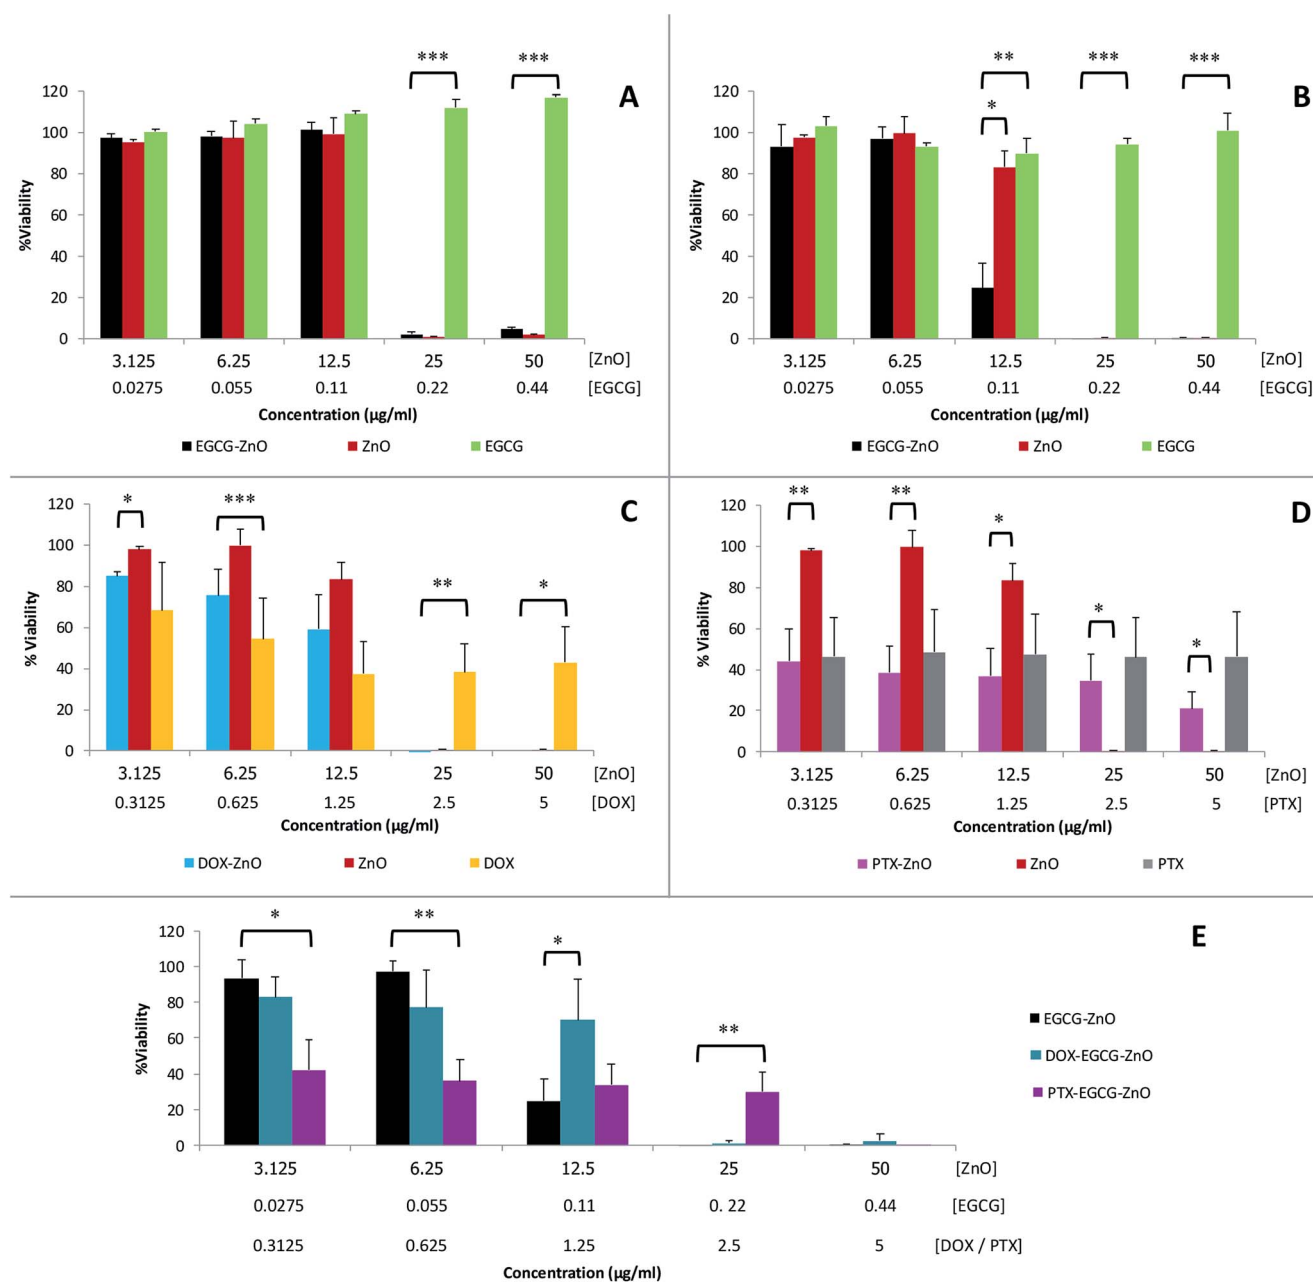 *** ***
120 A
100
80
60
40
20
0
%Viability
3.125 6.25 12.5 25 50 [ZnO]
0.0275 0.055 0.11 0.22 0.44 [EGCG]
Concentration (µg/ml)
EGCG-ZnO ZnO EGCG
** *** ***
*
120 B
100
80
60
40
20
0
%Viability
3.125 6.25 12.5 25 50 [ZnO]
0.0275 0.055 0.11 0.22 0.44 [EGCG]
Concentration (µg/ml)
EGCG-ZnO ZnO EGCG
* *** ** *
120 C
100
80
60
40
20
0
% Viability
3.125 6.25 12.5 25 50 [ZnO]
0.3125 0.625 1.25 2.5 5 [DOX]
Concentration (µg/ml)
DOX-ZnO ZnO DOX
** ** * * *
120 D
100
80
60
40
20
0
% Viability
3.125 6.25 12.5 25 50 [ZnO]
0.3125 0.625 1.25 2.5 5 [PTX]
Concentration (µg/ml)
PTX-ZnO ZnO PTX
* ** * **
120 E
100
80
60
40
20
0
%Viability
EGCG-ZnO
DOX-EGCG-ZnO
PTX-EGCG-ZnO
3.125 6.25 12.5 25 50 [ZnO]
0.0275 0.055 0.11 0. 22 0.44 [EGCG]
0.3125 0.625 1.25 2.5 5 [DOX / PTX]
Concentration (µg/ml)